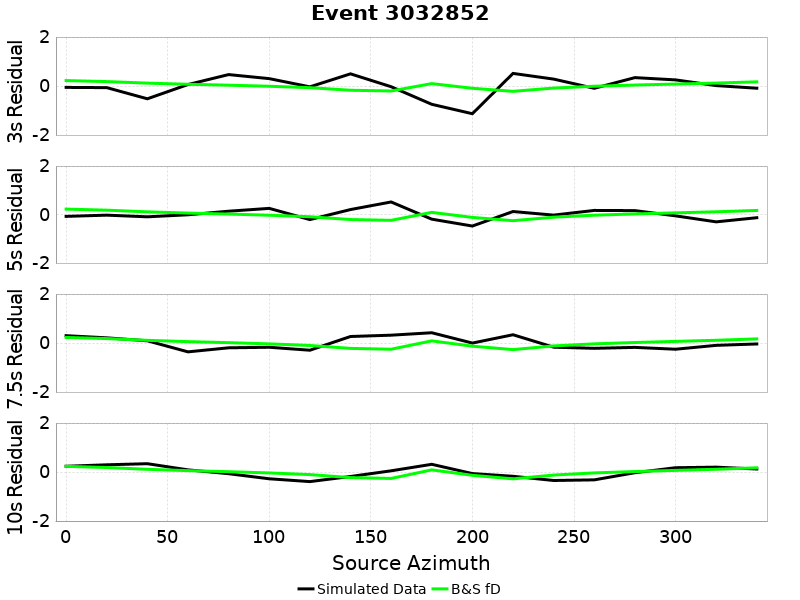 Event 3032852
3s Residual
2
0
-2
5s Residual
2
0
-2
7.5s Residual
2
0
-2
10s Residual
2
0
-2
0 50 100 150 200 250 300
Source Azimuth
Simulated Data B&S fD